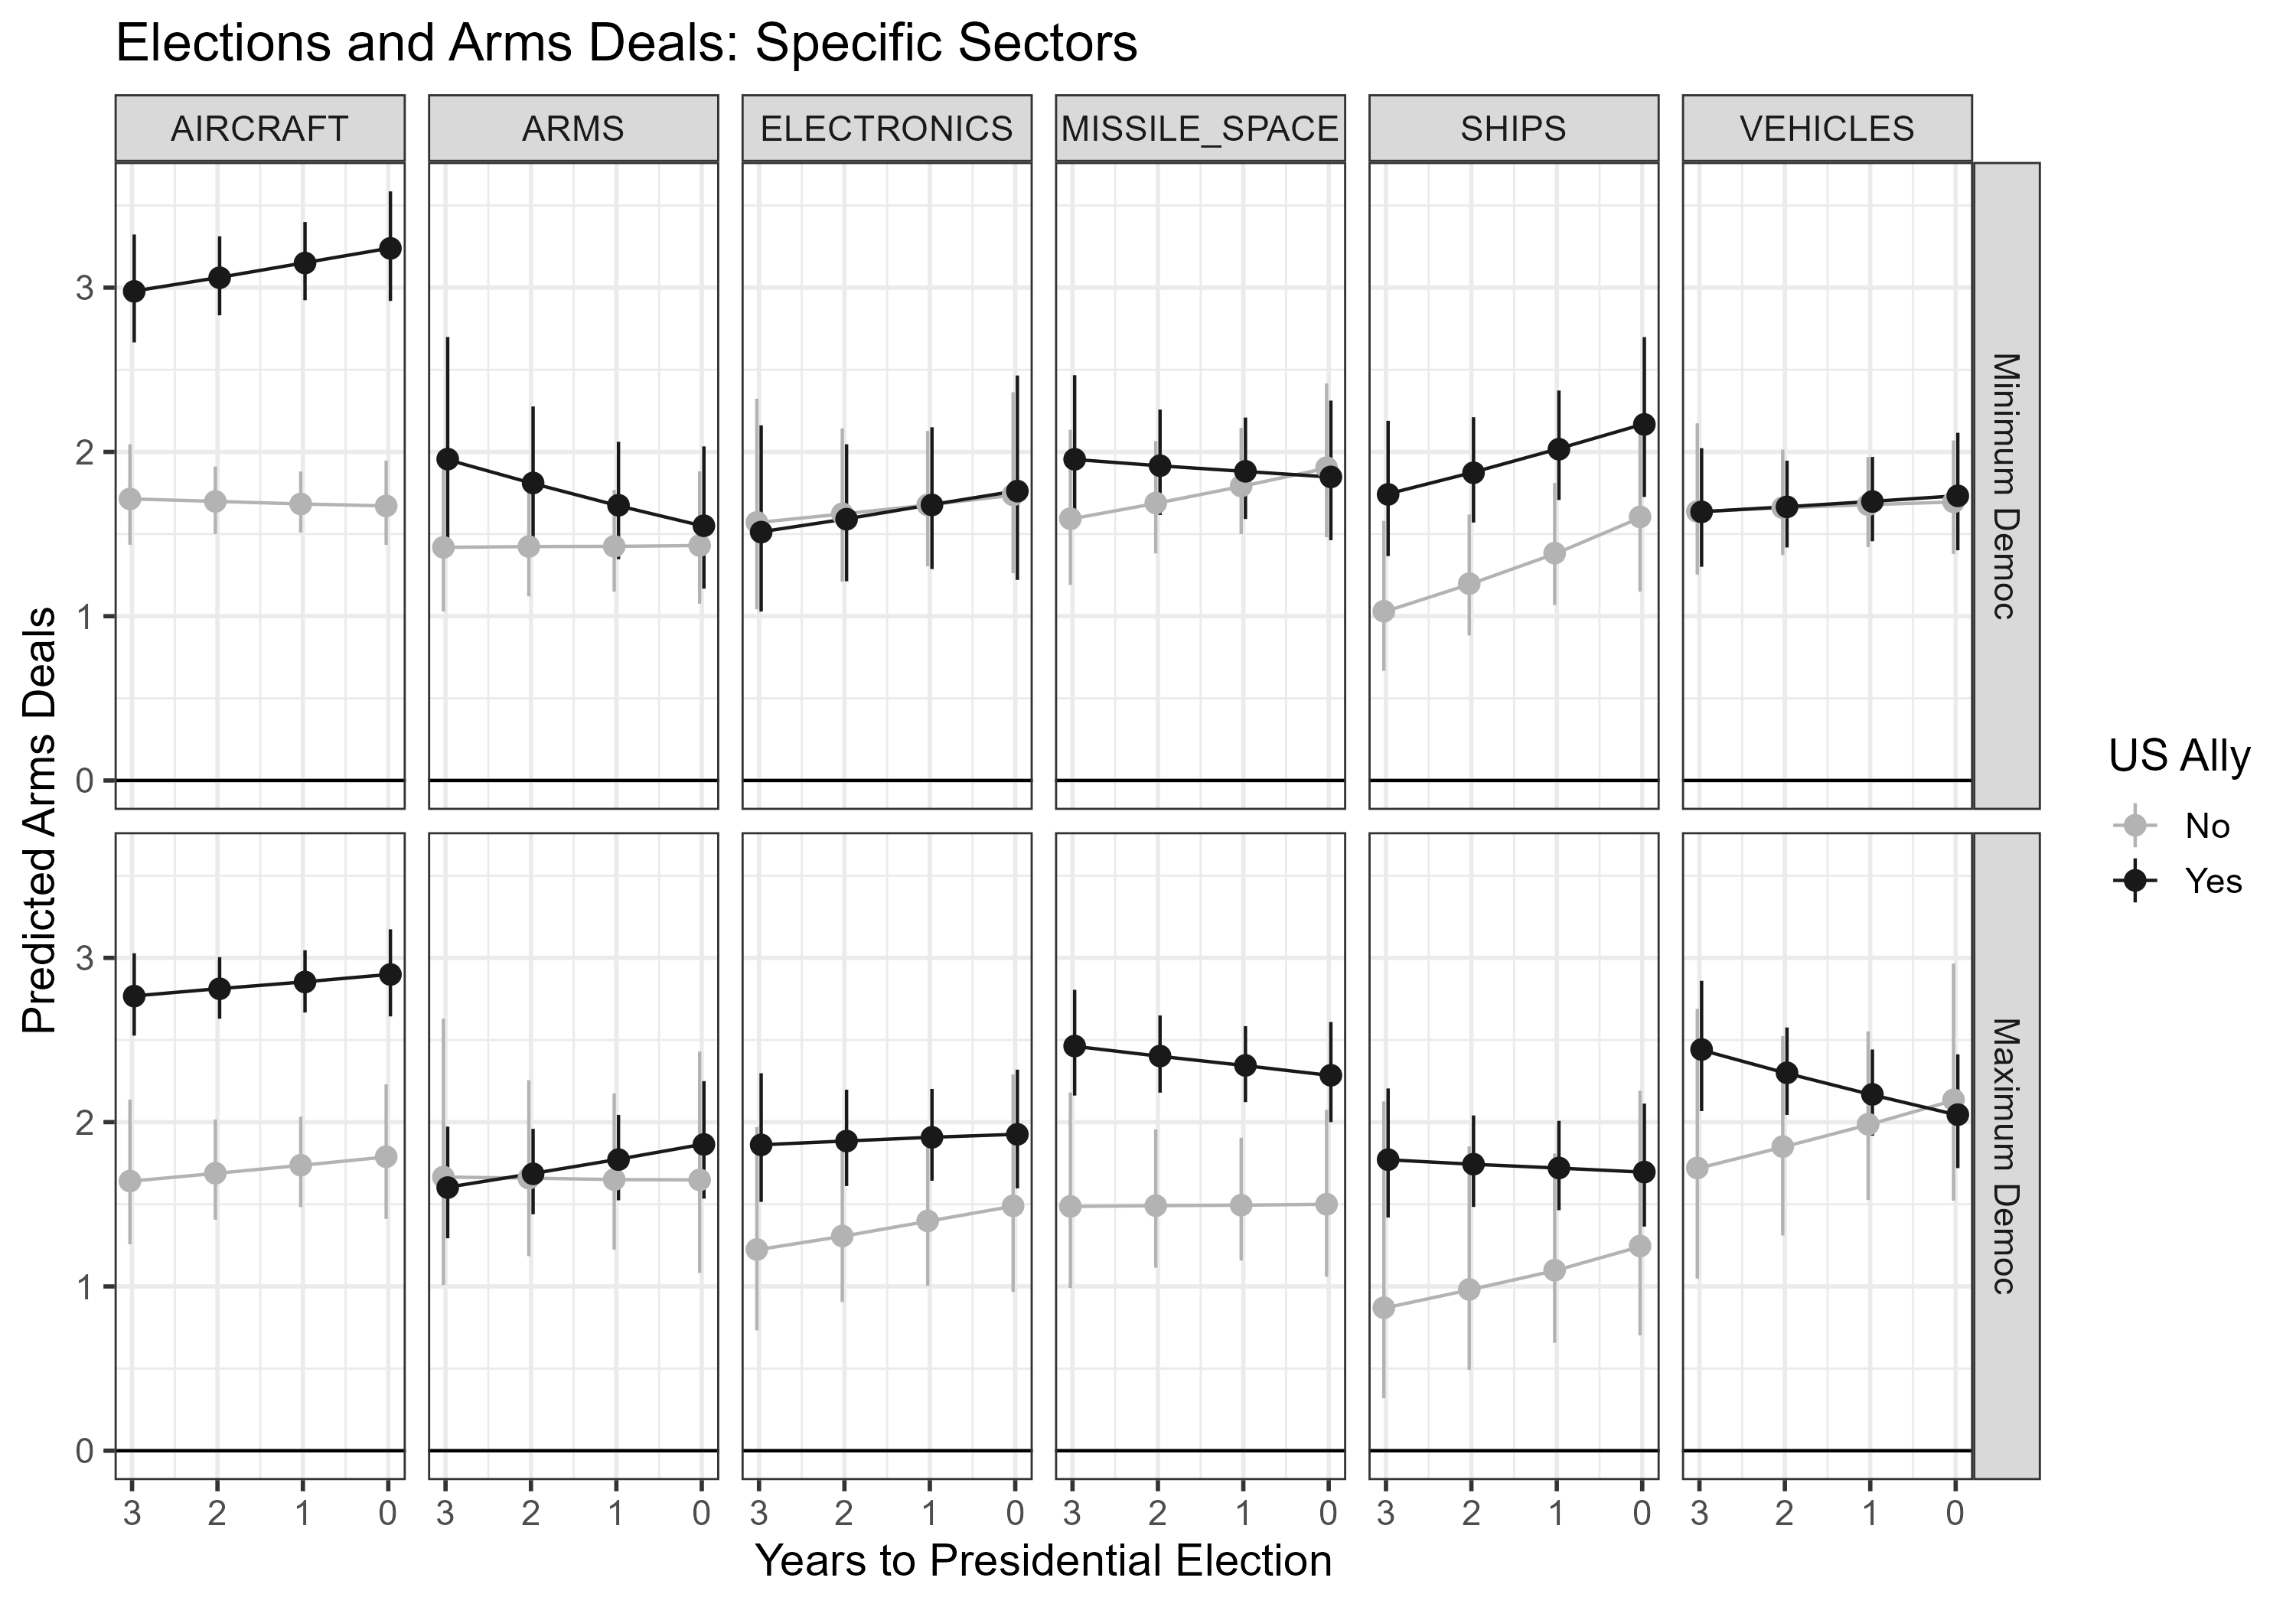 Elections and Arms Deals: Specific Sectors
AIRCRAFT
ARMS
ELECTRONICS
MISSILE_SPACE
SHIPS
VEHICLES
Predicted Arms Deals
3
2
1
0
Minimum Democ
3
2
1
0
Maximum Democ
3 2 1 0
3 2 1 0
3 2 1 0
3 2 1 0
3 2 1 0
3 2 1 0
Years to Presidential Election
US Ally
No
Yes